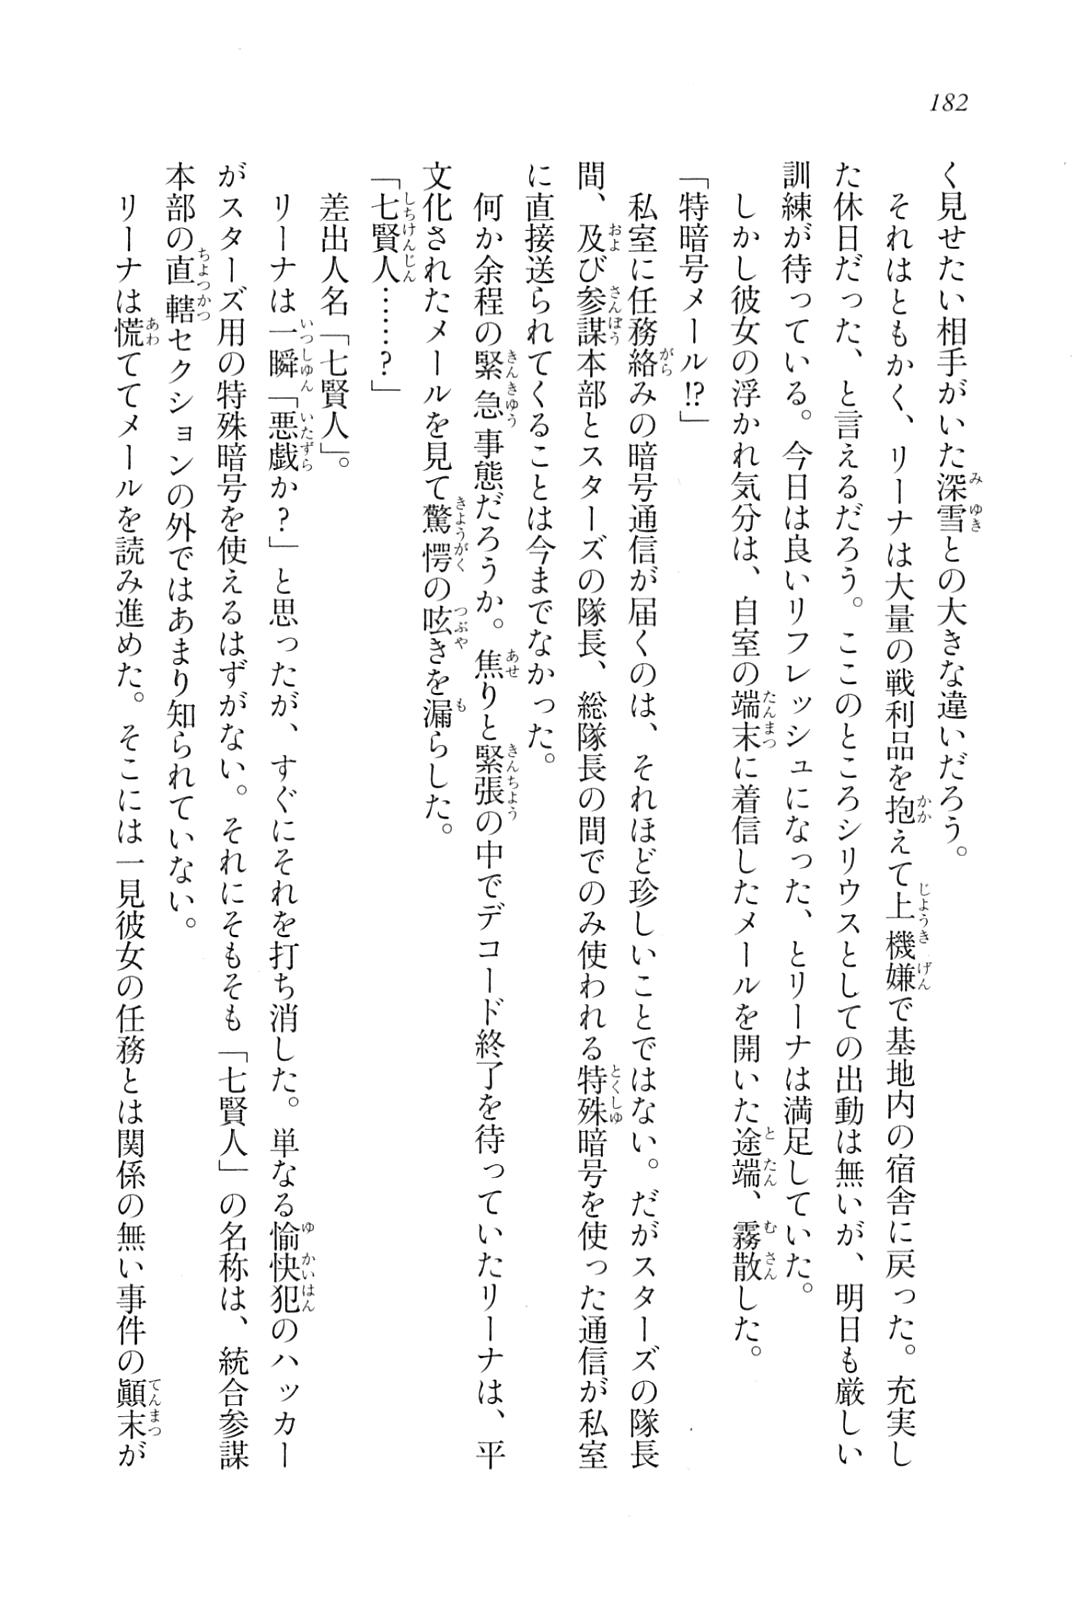 182
く見せたい相手がいた深雪との大きな違いだろう。
それはともかく、リーナは大量の戦利品を抱えて上機嫌で基地内の宿舎に戻った。充実し
た休日だった、と言えるだろう。ここのところシリウスとしての出動は無いが、明日も厳しい
訓練が待っている。今日は良いリフレッシュになった、とリーナは満足していた。
しかし彼女の浮かれ気分は、自室の端末に着信したメールを開いた途端、霧散した。
「特暗号メール!?」
私室に任務絡みの暗号通信が届くのは、それほど珍しいことではない。だがスターズの隊長
間、及び参謀本部とスターズの隊長、総隊長の間でのみ使われる特殊暗号を使った通信が私室
に直接送られてくることは今までなかった。
何か余程の緊急事態だろうか。焦りと緊張の中でデコード終了を待っていたリーナは、平
文化されたメールを見て驚愕の呟きを漏らした。
「七賢人……？」
差出人名「七賢人」。
リーナは一瞬「悪戯か？」と思ったが、すぐにそれを打ち消した。単なる愉快犯のハッカー
がスターズ用の特殊暗号を使えるはずがない。それにそもそも「七賢人」の名称は、統合参謀
本部の直轄セクションの外ではあまり知られていない。
リーナは慌ててメールを読み進めた。そこには一見彼女の任務とは関係の無い事件の顚末が